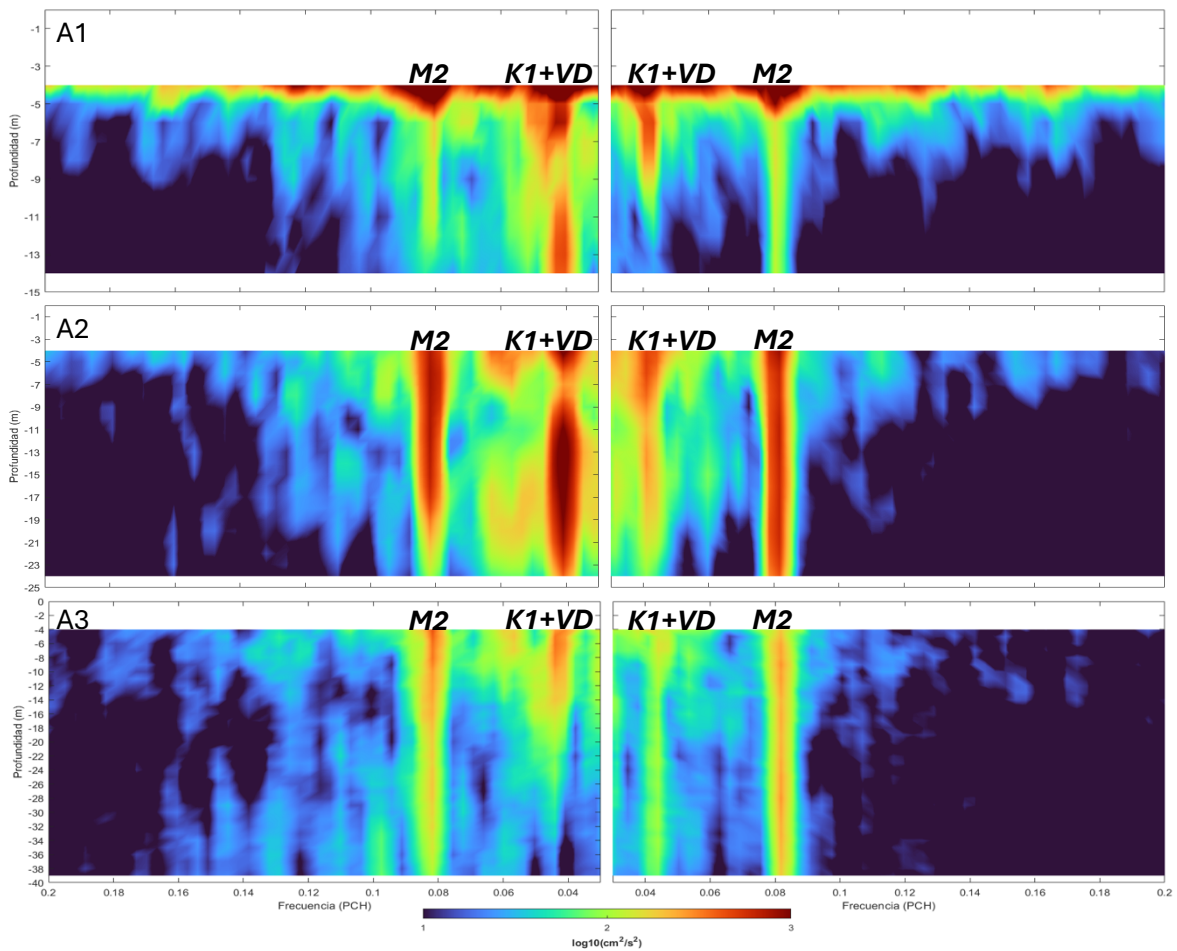 A1
M2
K1+VD
K1+VD
M2
-1
-3
-5
-7
-9
-11
-13
-15
Profundidad (m)
A2
M2
K1+VD
K1+VD
M2
-1
-3
-5
-7
-9
-11
-13
-15
-17
-19
-21
-23
-25
Profundidad (m)
A3
M2
K1+VD
K1+VD
M2
0
-2
-4
-6
-8
-10
-12
-14
-16
-18
-20
-22
-24
-26
-28
-30
-32
-34
-36
-38
-40
Profundidad (m)
0.2 0.18 0.16 0.14 0.12 0.1 0.08 0.06 0.04
0.04 0.06 0.08 0.1 0.12 0.14 0.16 0.18 0.2
Frecuencia (PCH)
Frecuencia (PCH)
1 2 3
log10(cm²/s²)